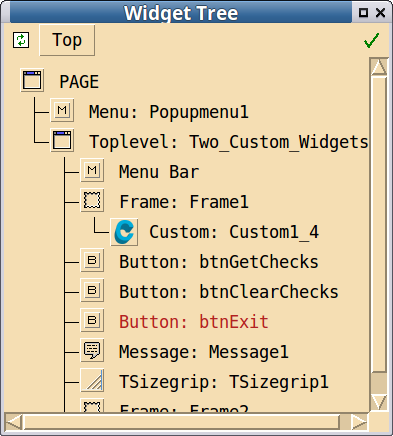 Widget Tree
Top
PAGE
M Menu: Popupmenu1
Toplevel: Two_Custom_Widgets
M Menu Bar
Frame: Frame1
C Custom: Custom1_4
B Button: btnGetChecks
B Button: btnClearChecks
B Button: btnExit
Message: Message1
TSizegrip: TSizegrip1
Frame: Frame2